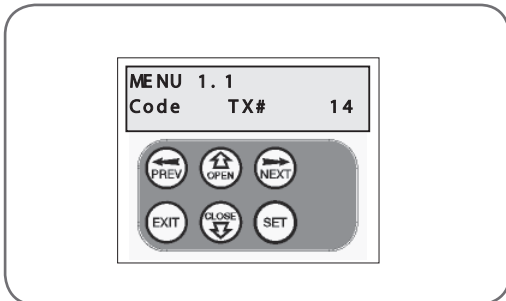 MENU 1.1
Code TX# 14
PREV OPEN NEXT
EXIT CLOSE SET